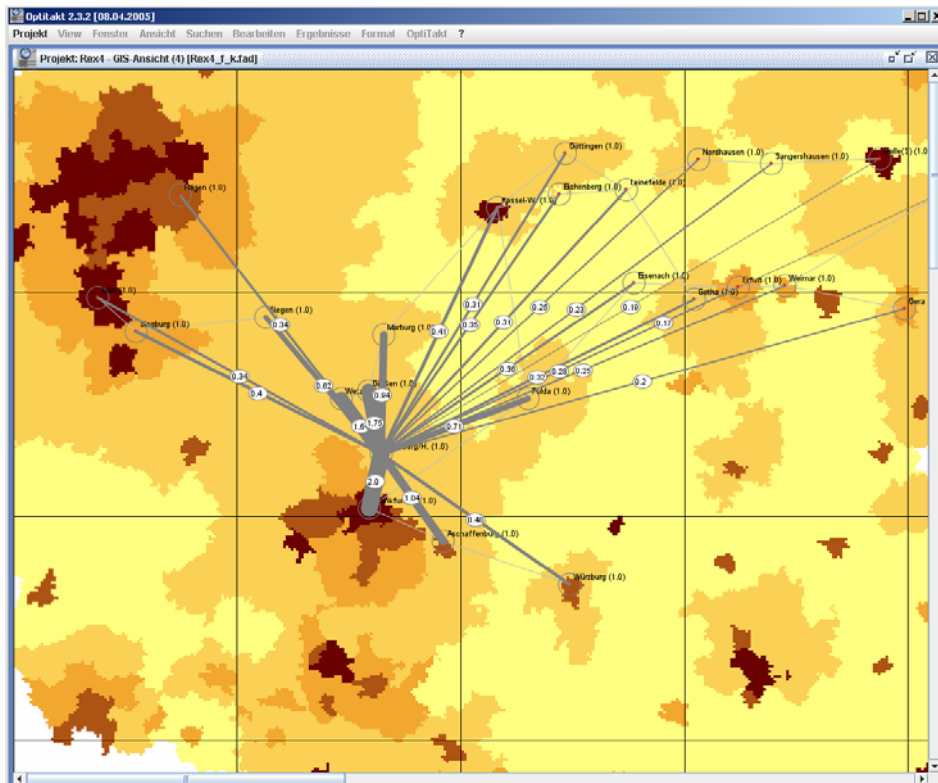 Optitakt 2.3.2 [08.04.2005]
Projekt View Fenster Ansicht Suchen Bearbeiten Ergebnisse Format OpTiTakt ?
Projekt: Rex4 - GIS-Ansicht (4) [Rex4_f_k.fad]
Göttingen (1.0)
Nordhausen (1.0)
Sangershausen (1.0)
Hagen (1.0)
Eichenberg (1.0)
Leinefelde (1.0)
Kassel-W. (1.0)
Eisenach (1.0)
Erfurt (1.0)
Weimar (1.0)
Gotha (1.0)
Gera
Siegen (1.0)
Marburg (1.0)
0.31
0.26
0.23
0.19
0.17
0.34
0.41
0.35
0.31
0.36
0.32
0.28
0.25
0.2
0.34
0.62
0.4
0.94
Fulda (1.0)
1.6
1.75
0.71
2.0
1.04
0.48
Aschaffenburg (1.0)
Würzburg (1.0)